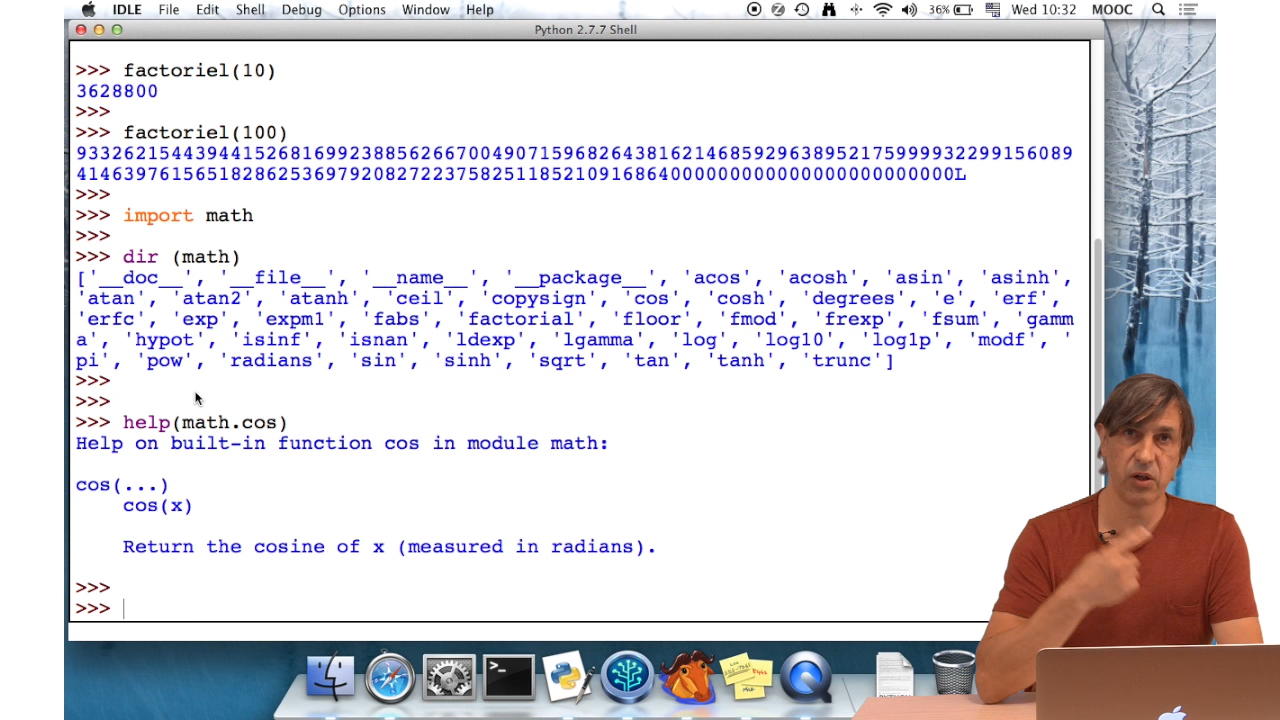 IDLE File Edit Shell Debug Options Window Help 36% Wed 10:32 MOOC
Python 2.7.7 Shell
>>> factoriel(10)
3628800
>>>
>>> factoriel(100)
933262154439441526816992388562667004907159682643816214685929638952175999932299156089
41463976156518286253697920827223758251185210916864000000000000000000000000L
>>>
>>> import math
>>>
>>> dir (math)
['__doc__', '__file__', '__name__', '__package__', 'acos', 'acosh', 'asin', 'asinh',
'atan', 'atan2', 'atanh', 'ceil', 'copysign', 'cos', 'cosh', 'degrees', 'e', 'erf',
'erfc', 'exp', 'expm1', 'fabs', 'factorial', 'floor', 'fmod', 'frexp', 'fsum', 'gamm
a', 'hypot', 'isinf', 'isnan', 'ldexp', 'lgamma', 'log', 'log10', 'log1p', 'modf', '
pi', 'pow', 'radians', 'sin', 'sinh', 'sqrt', 'tan', 'tanh', 'trunc']
>>>
>>>
>>> help(math.cos)
Help on built-in function cos in module math:
cos(...)
cos(x)
Return the cosine of x (measured in radians).
>>>
>>>